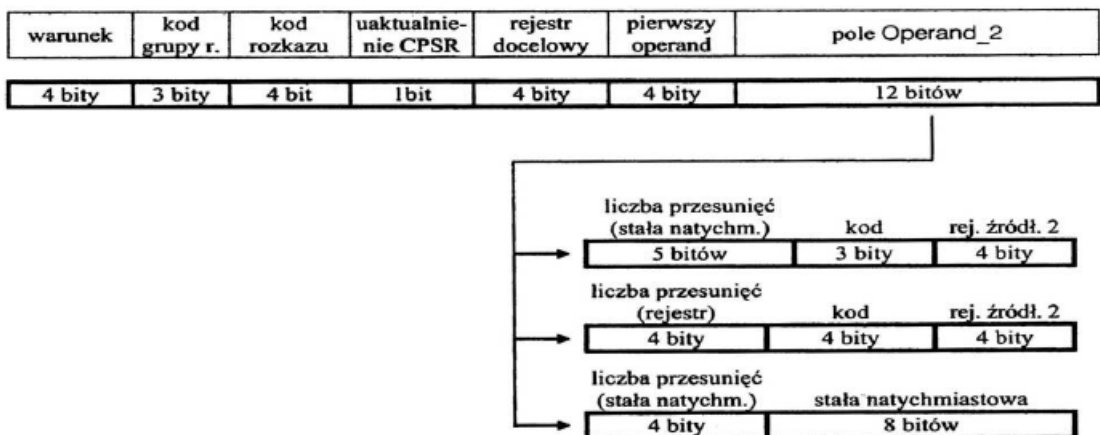 warunek kod grupy r. kod rozkazu uaktualnie-nie CPSR rejestr docelowy pierwszy operand pole Operand_2
4 bity 3 bity 4 bit 1bit 4 bity 4 bity 12 bitów
liczba przesunięć
(stała natychm.) kod rej. źródł. 2
5 bitów 3 bity 4 bity
liczba przesunięć
(rejestr) kod rej. źródł. 2
4 bity 4 bity 4 bity
liczba przesunięć
(stała natychm.) stała natychmiastowa
4 bity 8 bitów